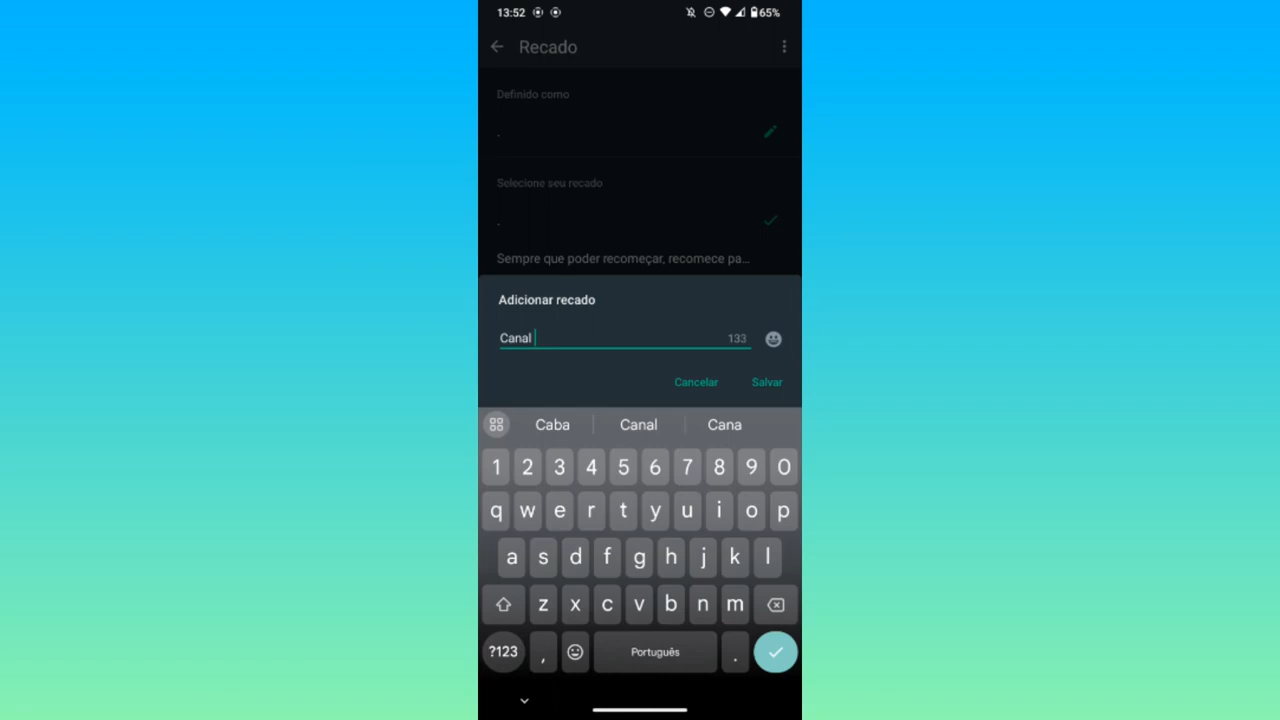 13:52 65%
Recado
Definido como
.
Selecione seu recado
.
Sempre que poder recomeçar, recomece pa...
Adicionar recado
Canal 133
Cancelar Salvar
Caba Canal Cana
1 2 3 4 5 6 7 8 9 0
q w e r t y u i o p
a s d f g h j k l
z x c v b n m
?123 , Português .